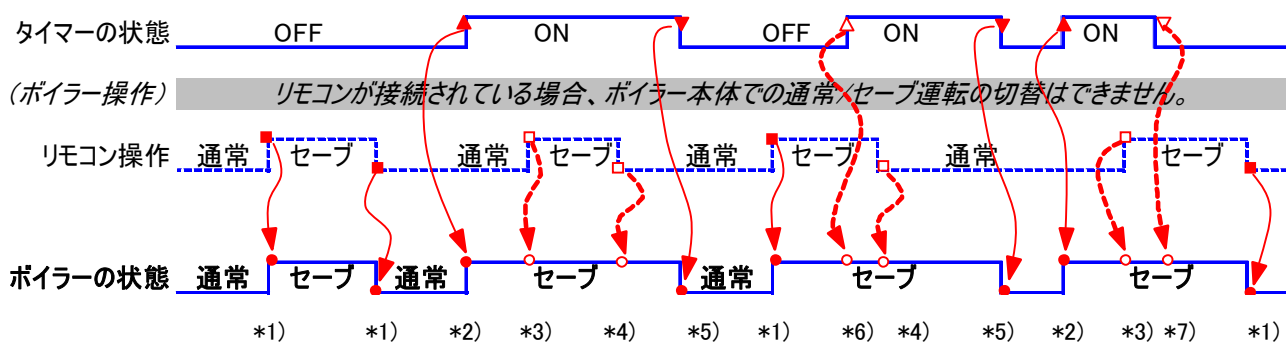 タイマーの状態 OFF ON OFF ON ON
(ボイラー操作) リモコンが接続されている場合、ボイラー本体での通常/セーブ運転の切替はできません。
リモコン操作 通常 セーブ 通常 セーブ 通常 セーブ 通常 セーブ
ボイラーの状態 通常 セーブ 通常 セーブ 通常 セーブ セーブ
*1) *1) *2) *3) *4) *5) *1) *6) *4) *5) *2) *3) *7) *1)